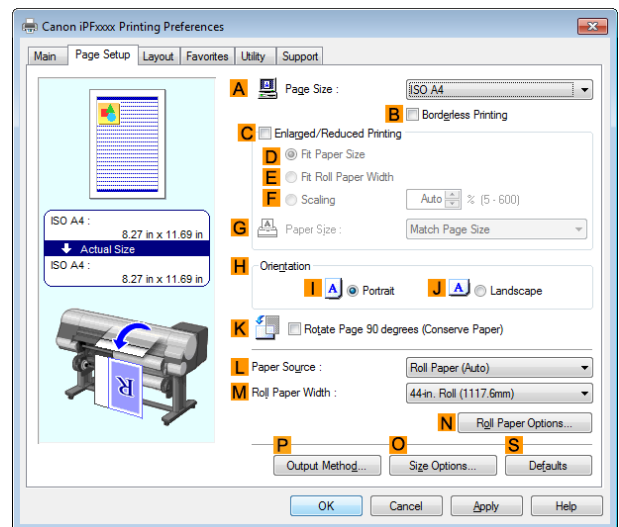 Canon iPFxxxx Printing Preferences
Main Page Setup Layout Favorites Utility Support
A Page Size : ISO A4
B Borderless Printing
C Enlarged/Reduced Printing
D Fit Paper Size
E Fit Roll Paper Width
F Scaling Auto % (5 - 600)
G Paper Size : Match Page Size
ISO A4 :
8.27 in x 11.69 in
Actual Size
ISO A4 :
8.27 in x 11.69 in
H Orientation
I A Portrait J A Landscape
K Rotate Page 90 degrees (Conserve Paper)
R
L Paper Source : Roll Paper (Auto)
M Roll Paper Width : 44-in. Roll (1117.6mm)
N Roll Paper Options...
P O S
Output Method... Size Options... Defaults
OK Cancel Apply Help